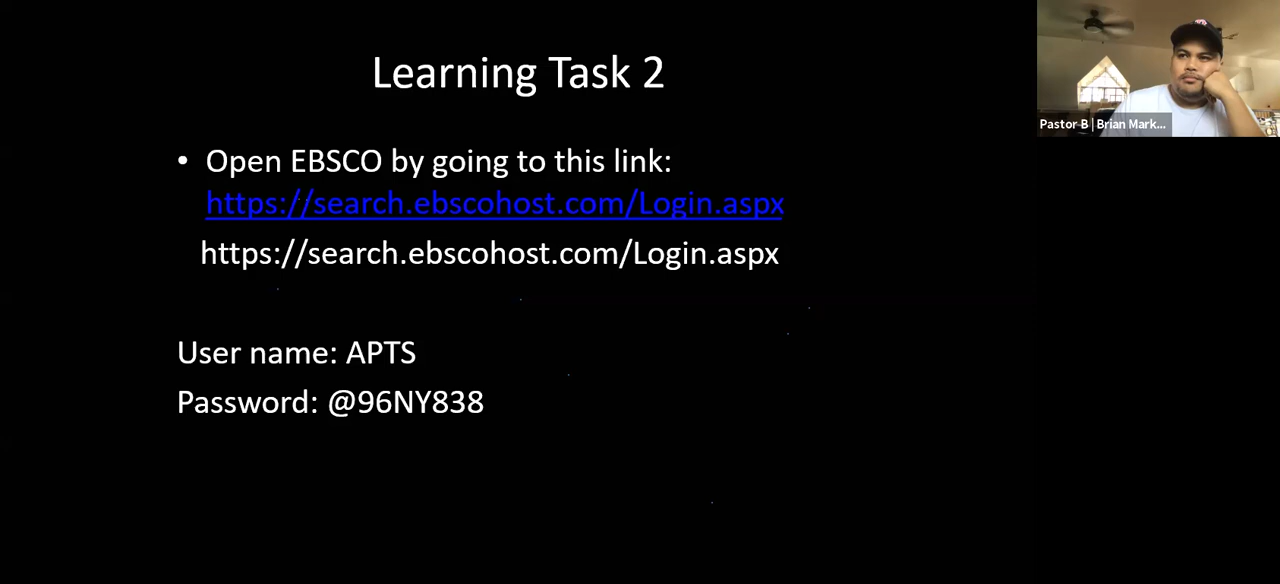 Learning Task 2
• Open EBSCO by going to this link:
https://search.ebscohost.com/Login.aspx
https://search.ebscohost.com/Login.aspx
User name: APTS
Password: @96NY838
Pastor B | Brian Mark...